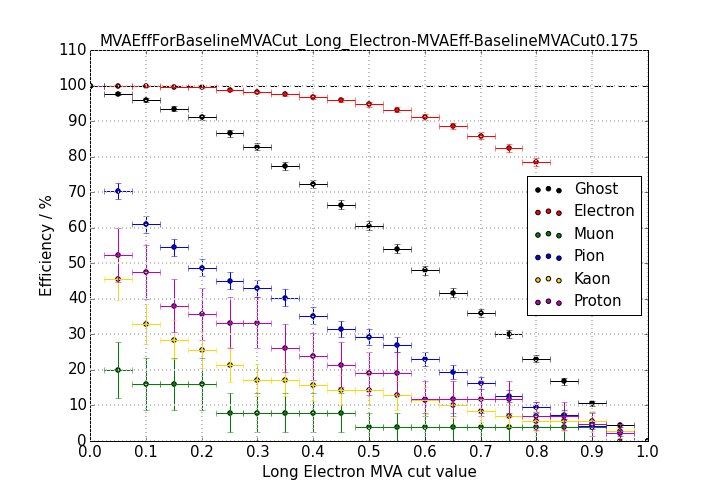 MVAEffForBaselineMVACut_Long_Electron-MVAEff-BaselineMVACut0.175
110
100
90
80
70
60
50
40
30
20
10
0
Efficiency / %
Ghost
Electron
Muon
Pion
Kaon
Proton
0.0 0.1 0.2 0.3 0.4 0.5 0.6 0.7 0.8 0.9 1.0
Long Electron MVA cut value